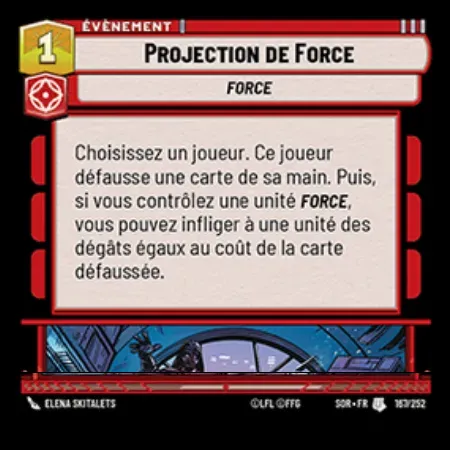 ÉVÈNEMENT
1
PROJECTION DE FORCE
FORCE
Choisissez un joueur. Ce joueur
défausse une carte de sa main. Puis,
si vous contrôlez une unité FORCE,
vous pouvez infliger à une unité des
dégâts égaux au coût de la carte
défaussée.
ELENA SKITALETS ©LFL ©FFG SOR • FR 167/252